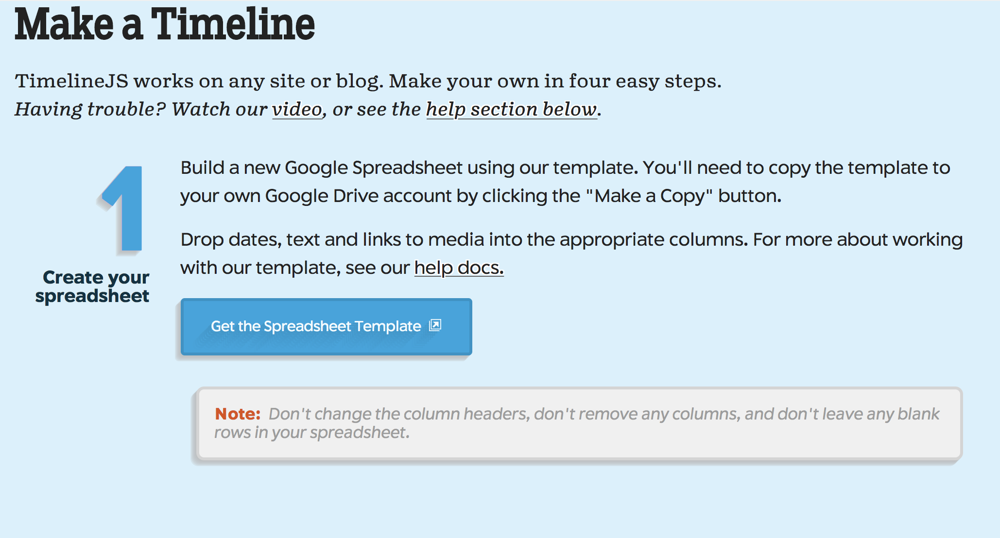 Make a Timeline
TimelineJS works on any site or blog. Make your own in four easy steps.
Having trouble? Watch our video, or see the help section below.
1
Create your
spreadsheet
Build a new Google Spreadsheet using our template. You'll need to copy the template to
your own Google Drive account by clicking the "Make a Copy" button.
Drop dates, text and links to media into the appropriate columns. For more about working
with our template, see our help docs.
Get the Spreadsheet Template
Note: Don't change the column headers, don't remove any columns, and don't leave any blank
rows in your spreadsheet.